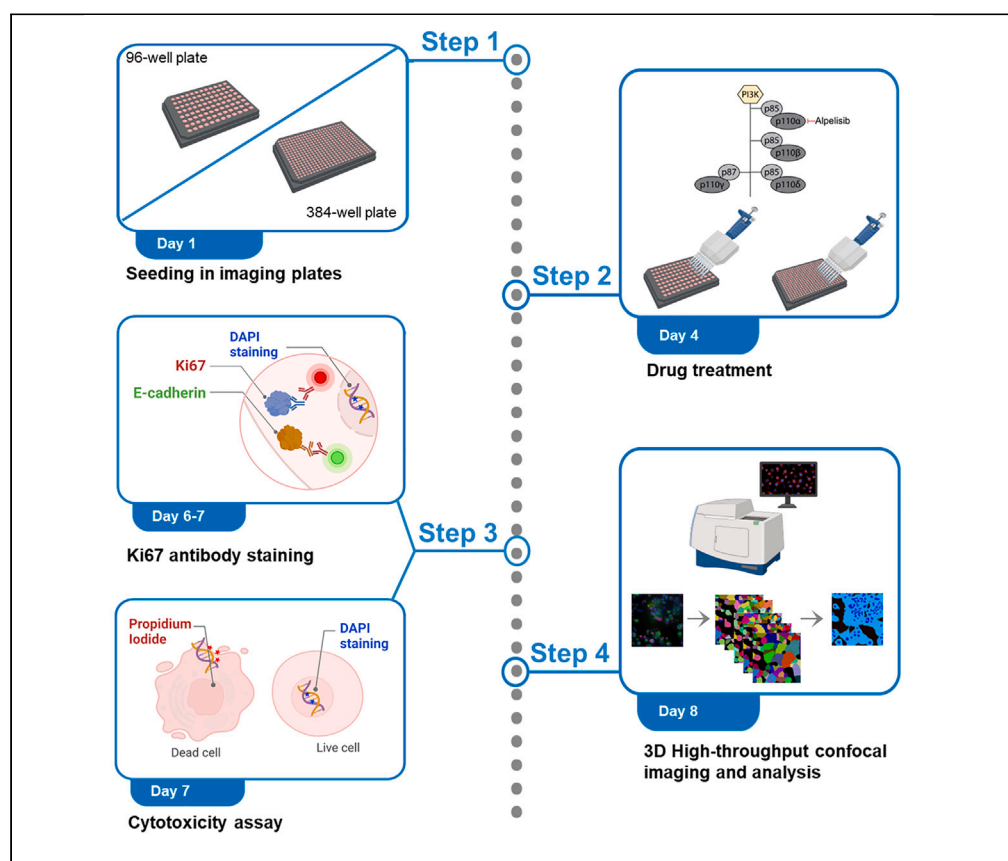 Step 1
96-well plate
384-well plate
Day 1
Seeding in imaging plates
PI3K
p85
p110α
Alpelisib
p85
p110β
p87
p85
p110γ
p110δ
Step 2
Day 4
Drug treatment
DAPI
staining
Ki67
E-cadherin
Day 6-7
Ki67 antibody staining
Step 3
Propidium
Iodide
DAPI
staining
Dead cell
Live cell
Day 7
Cytotoxicity assay
Step 4
Day 8
3D High-throughput confocal
imaging and analysis